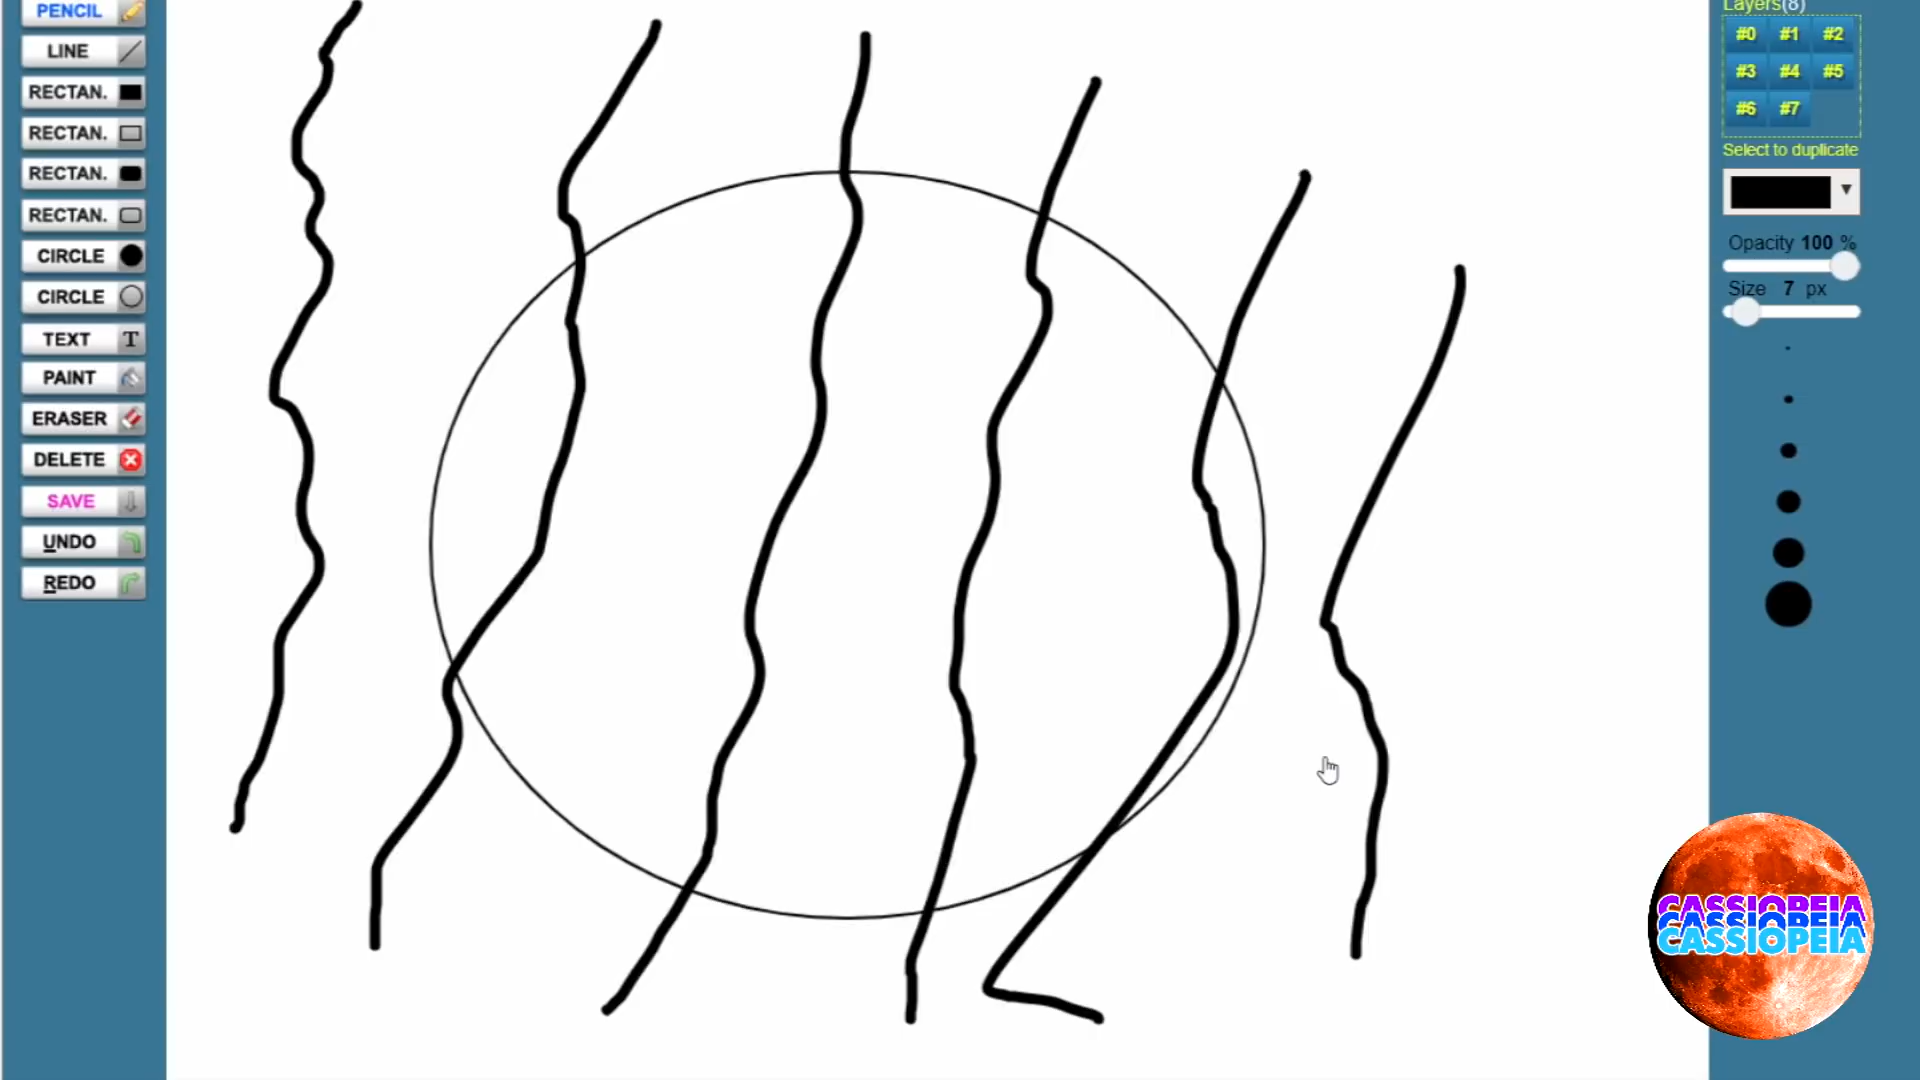 PENCIL
LINE
RECTAN.
RECTAN.
RECTAN.
RECTAN.
CIRCLE
CIRCLE
TEXT T
PAINT
ERASER
DELETE
SAVE
UNDO
REDO
Layers(8)
#0 #1 #2
#3 #4 #5
#6 #7
Select to duplicate
Opacity 100 %
Size 7 px
CASSIOPEIA
CASSIOPEIA
CASSIOPEIA